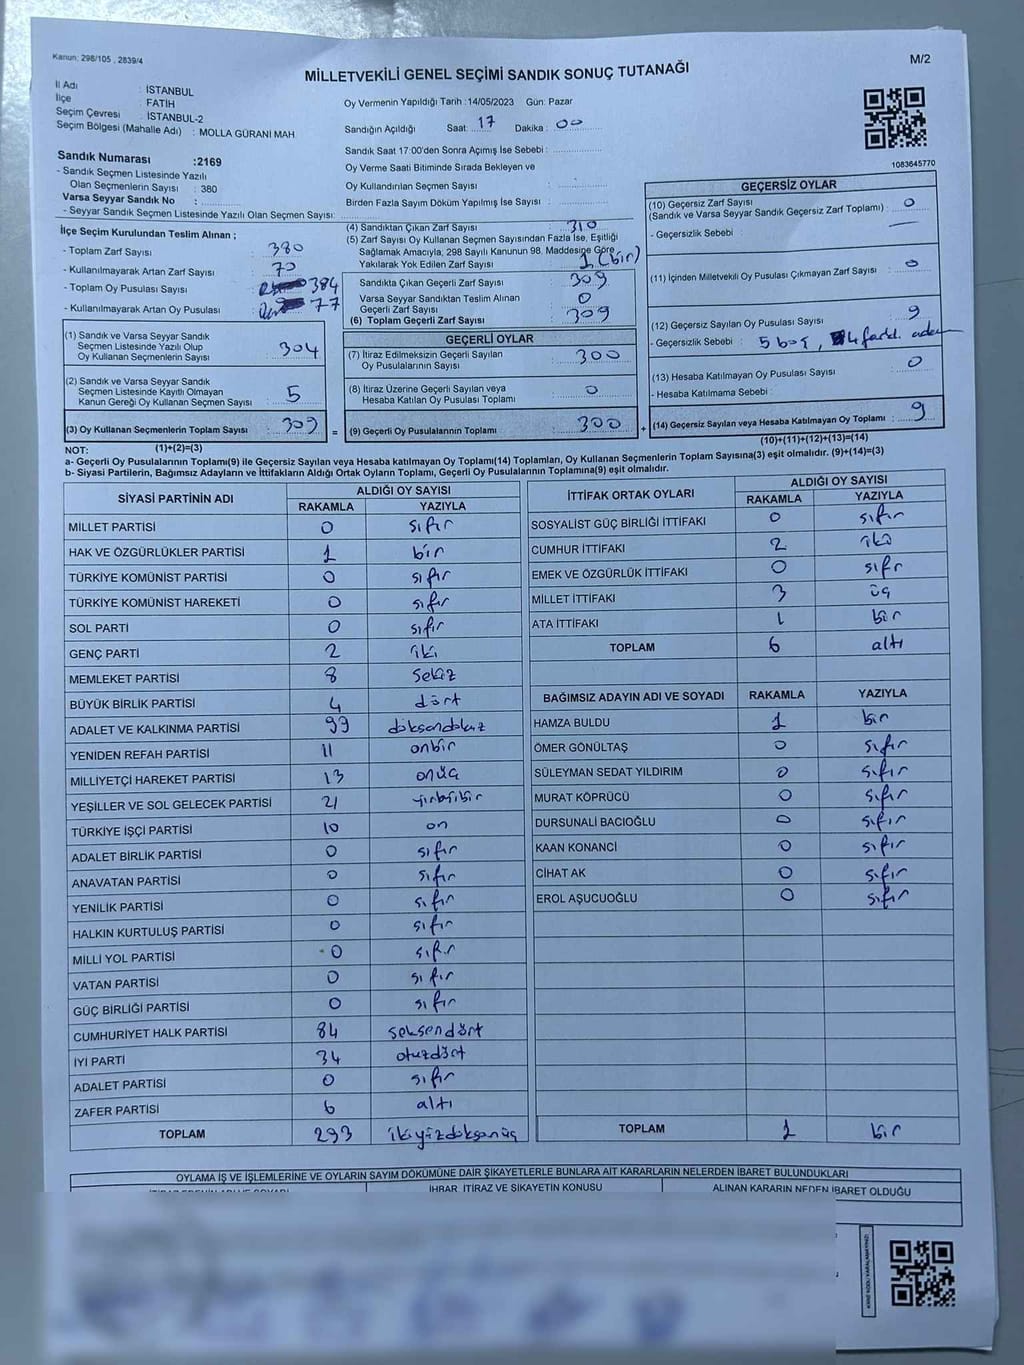 Kanun: 298/105 , 2839/4
M/2
MİLLETVEKİLİ GENEL SEÇİMİ SANDIK SONUÇ TUTANAĞI
İl Adı : İSTANBUL
İlçe : FATİH
Seçim Çevresi : İSTANBUL-2
Seçim Bölgesi (Mahalle Adı) : MOLLA GÜRANİ MAH
Sandık Numarası :2169
- Sandık Seçmen Listesinde Yazılı
Olan Seçmenlerin Sayısı : 380
Varsa Seyyar Sandık No :
- Seyyar Sandık Seçmen Listesinde Yazılı Olan Seçmen Sayısı:
Oy Vermenin Yapıldığı Tarih :14/05/2023 Gün: Pazar
Sandığın Açıldığı Saat: 17 Dakika : 00
Sandık Saat 17:00'den Sonra Açılmış İse Sebebi :
Oy Verme Saati Bitiminde Sırada Bekleyen ve
Oy Kullandırılan Seçmen Sayısı :
Birden Fazla Sayım Döküm Yapılmış İse Sayısı :
1083645770
İlçe Seçim Kurulundan Teslim Alınan ;
- Toplam Zarf Sayısı : 380
- Kullanılmayarak Artan Zarf Sayısı : 70
- Toplam Oy Pusulası Sayısı : 384
- Kullanılmayarak Artan Oy Pusulası : 77
(1) Sandık ve Varsa Seyyar Sandık
Seçmen Listesinde Yazılı Olup
Oy Kullanan Seçmenlerin Sayısı : 304
(2) Sandık ve Varsa Seyyar Sandık
Seçmen Listesinde Kayıtlı Olmayan
Kanun Gereği Oy Kullanan Seçmen Sayısı : 5
(3) Oy Kullanan Seçmenlerin Toplam Sayısı : 309
(1)+(2)=(3)
(4) Sandıktan Çıkan Zarf Sayısı : 310
(5) Zarf Sayısı Oy Kullanan Seçmen Sayısından Fazla İse, Eşitliği
Sağlamak Amacıyla, 298 Sayılı Kanunun 98. Maddesine Göre
Yakılarak Yok Edilen Zarf Sayısı : 1 (bir)
Sandıkta Çıkan Geçerli Zarf Sayısı : 309
Varsa Seyyar Sandıktan Teslim Alınan
Geçerli Zarf Sayısı : 0
(6) Toplam Geçerli Zarf Sayısı : 309
GEÇERLİ OYLAR
(7) İtiraz Edilmeksizin Geçerli Sayılan
Oy Pusulalarının Sayısı : 300
(8) İtiraz Üzerine Geçerli Sayılan veya
Hesaba Katılan Oy Pusulası Toplamı : 0
= (9) Geçerli Oy Pusulalarının Toplamı : 300
GEÇERSİZ OYLAR
(10) Geçersiz Zarf Sayısı
(Sandık ve Varsa Seyyar Sandık Geçersiz Zarf Toplamı) : 0
- Geçersizlik Sebebi :
(11) İçinden Milletvekili Oy Pusulası Çıkmayan Zarf Sayısı : 0
(12) Geçersiz Sayılan Oy Pusulası Sayısı : 9
- Geçersizlik Sebebi : 5 boş, 4
(13) Hesaba Katılmayan Oy Pusulası Sayısı : 0
- Hesaba Katılmama Sebebi :
+ (14) Geçersiz Sayılan veya Hesaba Katılmayan Oy Toplamı : 9
(10)+(11)+(12)+(13)=(14)
NOT:
a- Geçerli Oy Pusulalarının Toplamı(9) ile Geçersiz Sayılan veya Hesaba katılmayan Oy Toplamı(14) Toplamları, Oy Kullanan Seçmenlerin Toplam Sayısına(3) eşit olmalıdır. (9)+(14)=(3)
b- Siyasi Partilerin, Bağımsız Adayların ve İttifakların Aldığı Ortak Oyların Toplamı, Geçerli Oy Pusulalarının Toplamına(9) eşit olmalıdır.
SİYASİ PARTİNİN ADI ALDIĞI OY SAYISI
RAKAMLA YAZIYLA
MİLLET PARTİSİ 0 sıfır
HAK VE ÖZGÜRLÜKLER PARTİSİ 1 bir
TÜRKİYE KOMÜNİST PARTİSİ 0 sıfır
TÜRKİYE KOMÜNİST HAREKETİ 0 sıfır
SOL PARTİ 0 sıfır
GENÇ PARTİ 2 iki
MEMLEKET PARTİSİ 8 sekiz
BÜYÜK BİRLİK PARTİSİ 4 dört
ADALET VE KALKINMA PARTİSİ 99 doksandokuz
YENİDEN REFAH PARTİSİ 11 onbir
MİLLİYETÇİ HAREKET PARTİSİ 13 onüç
YEŞİLLER VE SOL GELECEK PARTİSİ 21 yirmibir
TÜRKİYE İŞÇİ PARTİSİ 10 on
ADALET BİRLİK PARTİSİ 0 sıfır
ANAVATAN PARTİSİ 0 sıfır
YENİLİK PARTİSİ 0 sıfır
HALKIN KURTULUŞ PARTİSİ 0 sıfır
MİLLİ YOL PARTİSİ 0 sıfır
VATAN PARTİSİ 0 sıfır
GÜÇ BİRLİĞİ PARTİSİ 0 sıfır
CUMHURİYET HALK PARTİSİ 84 seksendört
İYİ PARTİ 34 otuzdört
ADALET PARTİSİ 0 sıfır
ZAFER PARTİSİ 6 altı
TOPLAM 293 ikiyüzdoksanüç
İTTİFAK ORTAK OYLARI ALDIĞI OY SAYISI
RAKAMLA YAZIYLA
SOSYALİST GÜÇ BİRLİĞİ İTTİFAKI 0 sıfır
CUMHUR İTTİFAKI 2 iki
EMEK VE ÖZGÜRLÜK İTTİFAKI 0 sıfır
MİLLET İTTİFAKI 3 üç
ATA İTTİFAKI 1 bir
TOPLAM 6 altı
BAĞIMSIZ ADAYIN ADI VE SOYADI RAKAMLA YAZIYLA
HAMZA BULDU 1 bir
ÖMER GÖNÜLTAŞ 0 sıfır
SÜLEYMAN SEDAT YILDIRIM 0 sıfır
MURAT KÖPRÜCÜ 0 sıfır
DURSUNALİ BACIOĞLU 0 sıfır
KAAN KONANCİ 0 sıfır
CİHAT AK 0 sıfır
EROL AŞUCUOĞLU 0 sıfır
TOPLAM 1 bir
OYLAMA İŞ VE İŞLEMLERİNE VE OYLARIN SAYIM DÖKÜMÜNE DAİR ŞİKAYETLERLE BUNLARA AİT KARARLARIN NELERDEN İBARET BULUNDUKLARI
İHBAR, İTİRAZ VE ŞİKAYETİN KONUSU ALINAN KARARIN NEDEN İBARET OLDUĞU